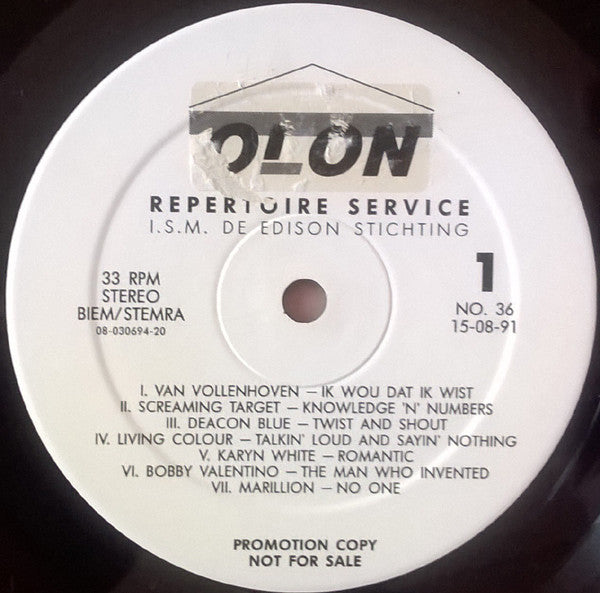 OLON
REPERTOIRE SERVICE
I.S.M. DE EDISON STICHTING
33 RPM
STEREO
BIEM/STEMRA
08-030694-20
1
NO. 36
15-08-91
I. VAN VOLLENHOVEN – IK WOU DAT IK WIST
II. SCREAMING TARGET – KNOWLEDGE 'N' NUMBERS
III. DEACON BLUE – TWIST AND SHOUT
IV. LIVING COLOUR – TALKIN' LOUD AND SAYIN' NOTHING
V. KARYN WHITE – ROMANTIC
VI. BOBBY VALENTINO – THE MAN WHO INVENTED
VII. MARILLION – NO ONE
PROMOTION COPY
NOT FOR SALE